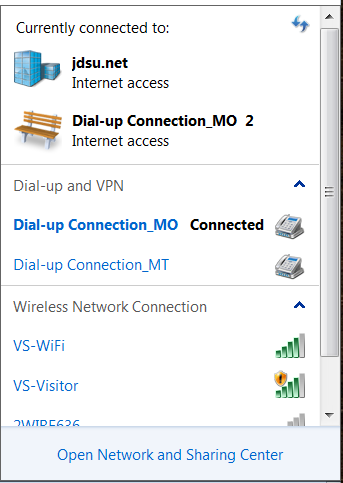 Currently connected to:
jdsu.net
Internet access
Dial-up Connection_MO 2
Internet access
Dial-up and VPN
Dial-up Connection_MO Connected
Dial-up Connection_MT
Wireless Network Connection
VS-WiFi
VS-Visitor
2WIRE636
Open Network and Sharing Center